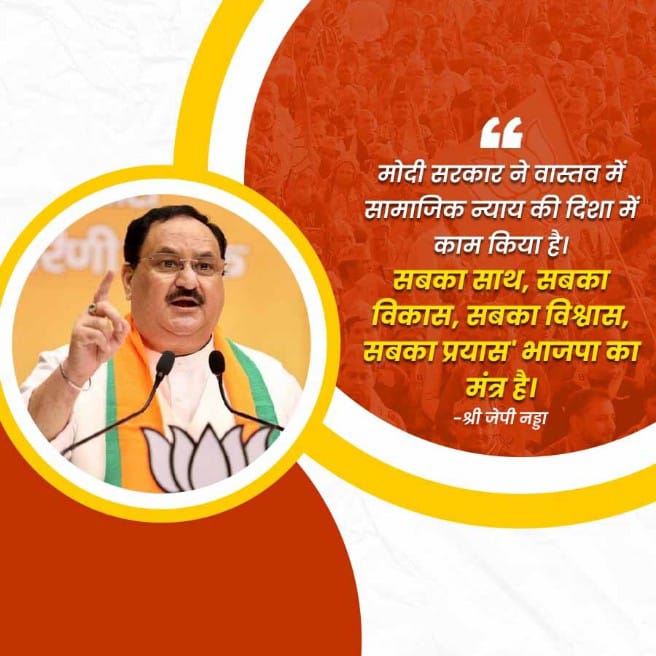 मोदी सरकार ने वास्तव में
सामाजिक न्याय की दिशा में
काम किया है।
सबका साथ, सबका
विकास, सबका विश्वास,
सबका प्रयास' भाजपा का
मंत्र है।
-श्री जेपी नड्डा